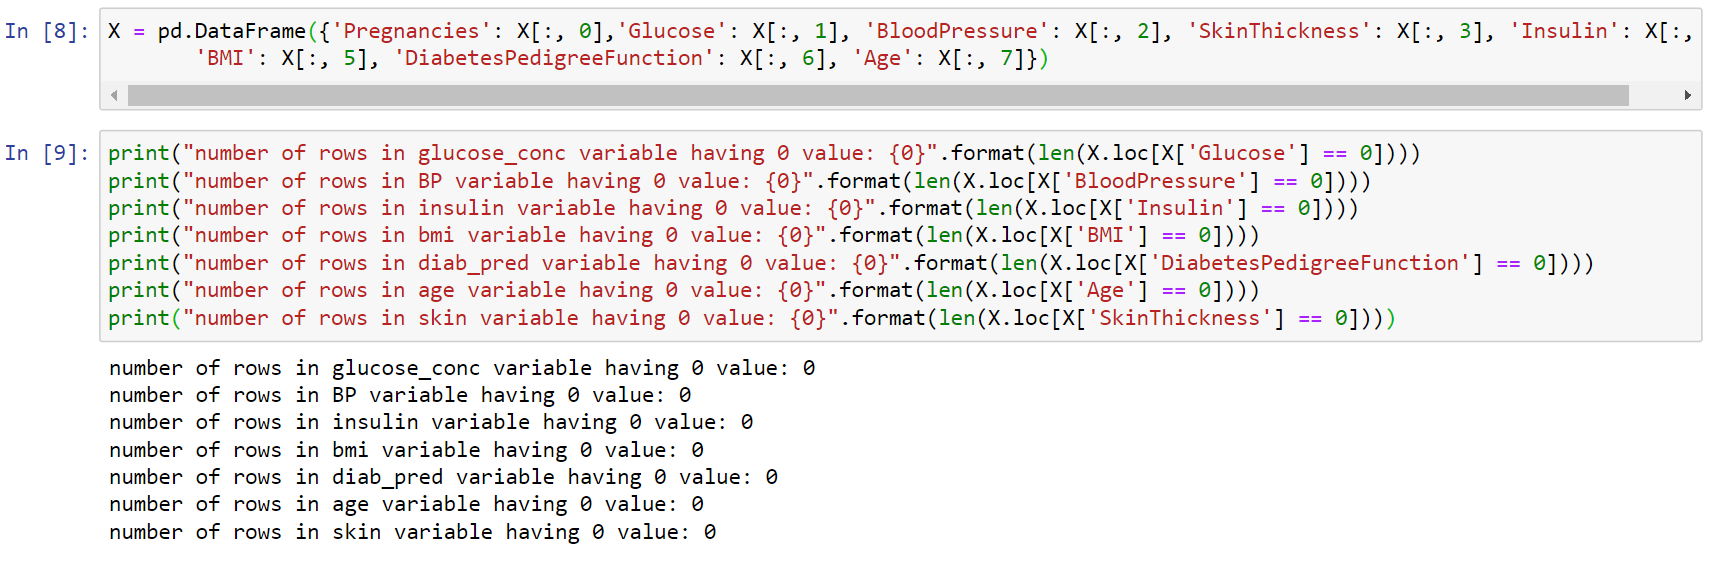 In [8]: X = pd.DataFrame({'Pregnancies': X[:, 0],'Glucose': X[:, 1], 'BloodPressure': X[:, 2], 'SkinThickness': X[:, 3], 'Insulin': X[:,
'BMI': X[:, 5], 'DiabetesPedigreeFunction': X[:, 6], 'Age': X[:, 7]})
In [9]: print("number of rows in glucose_conc variable having 0 value: {0}".format(len(X.loc[X['Glucose'] == 0])))
print("number of rows in BP variable having 0 value: {0}".format(len(X.loc[X['BloodPressure'] == 0])))
print("number of rows in insulin variable having 0 value: {0}".format(len(X.loc[X['Insulin'] == 0])))
print("number of rows in bmi variable having 0 value: {0}".format(len(X.loc[X['BMI'] == 0])))
print("number of rows in diab_pred variable having 0 value: {0}".format(len(X.loc[X['DiabetesPedigreeFunction'] == 0])))
print("number of rows in age variable having 0 value: {0}".format(len(X.loc[X['Age'] == 0])))
print("number of rows in skin variable having 0 value: {0}".format(len(X.loc[X['SkinThickness'] == 0])))
number of rows in glucose_conc variable having 0 value: 0
number of rows in BP variable having 0 value: 0
number of rows in insulin variable having 0 value: 0
number of rows in bmi variable having 0 value: 0
number of rows in diab_pred variable having 0 value: 0
number of rows in age variable having 0 value: 0
number of rows in skin variable having 0 value: 0